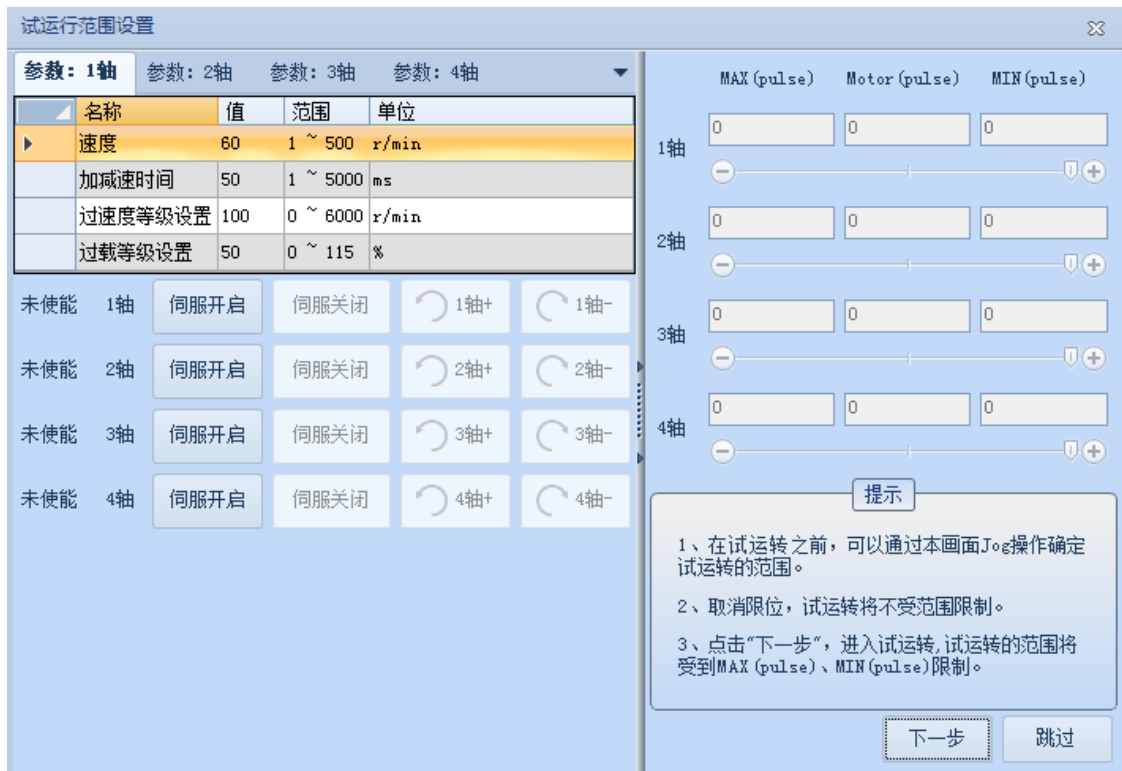 试运行范围设置
参数: 1轴 参数: 2轴 参数: 3轴 参数: 4轴
名称 值 范围 单位
速度 60 1 ~ 500 r/min
加减速时间 50 1 ~ 5000 ms
过速度等级设置 100 0 ~ 6000 r/min
过载等级设置 50 0 ~ 115 %
未使能 1轴 伺服开启 伺服关闭 1轴+ 1轴-
未使能 2轴 伺服开启 伺服关闭 2轴+ 2轴-
未使能 3轴 伺服开启 伺服关闭 3轴+ 3轴-
未使能 4轴 伺服开启 伺服关闭 4轴+ 4轴-
MAX(pulse) Motor(pulse) MIN(pulse)
1轴 0 0 0
2轴 0 0 0
3轴 0 0 0
4轴 0 0 0
提示
1、在试运转之前，可以通过本画面Jog操作确定
试运转的范围。
2、取消限位，试运转将不受范围限制。
3、点击“下一步”，进入试运转,试运转的范围将
受到MAX(pulse)、MIN(pulse)限制。
下一步 跳过